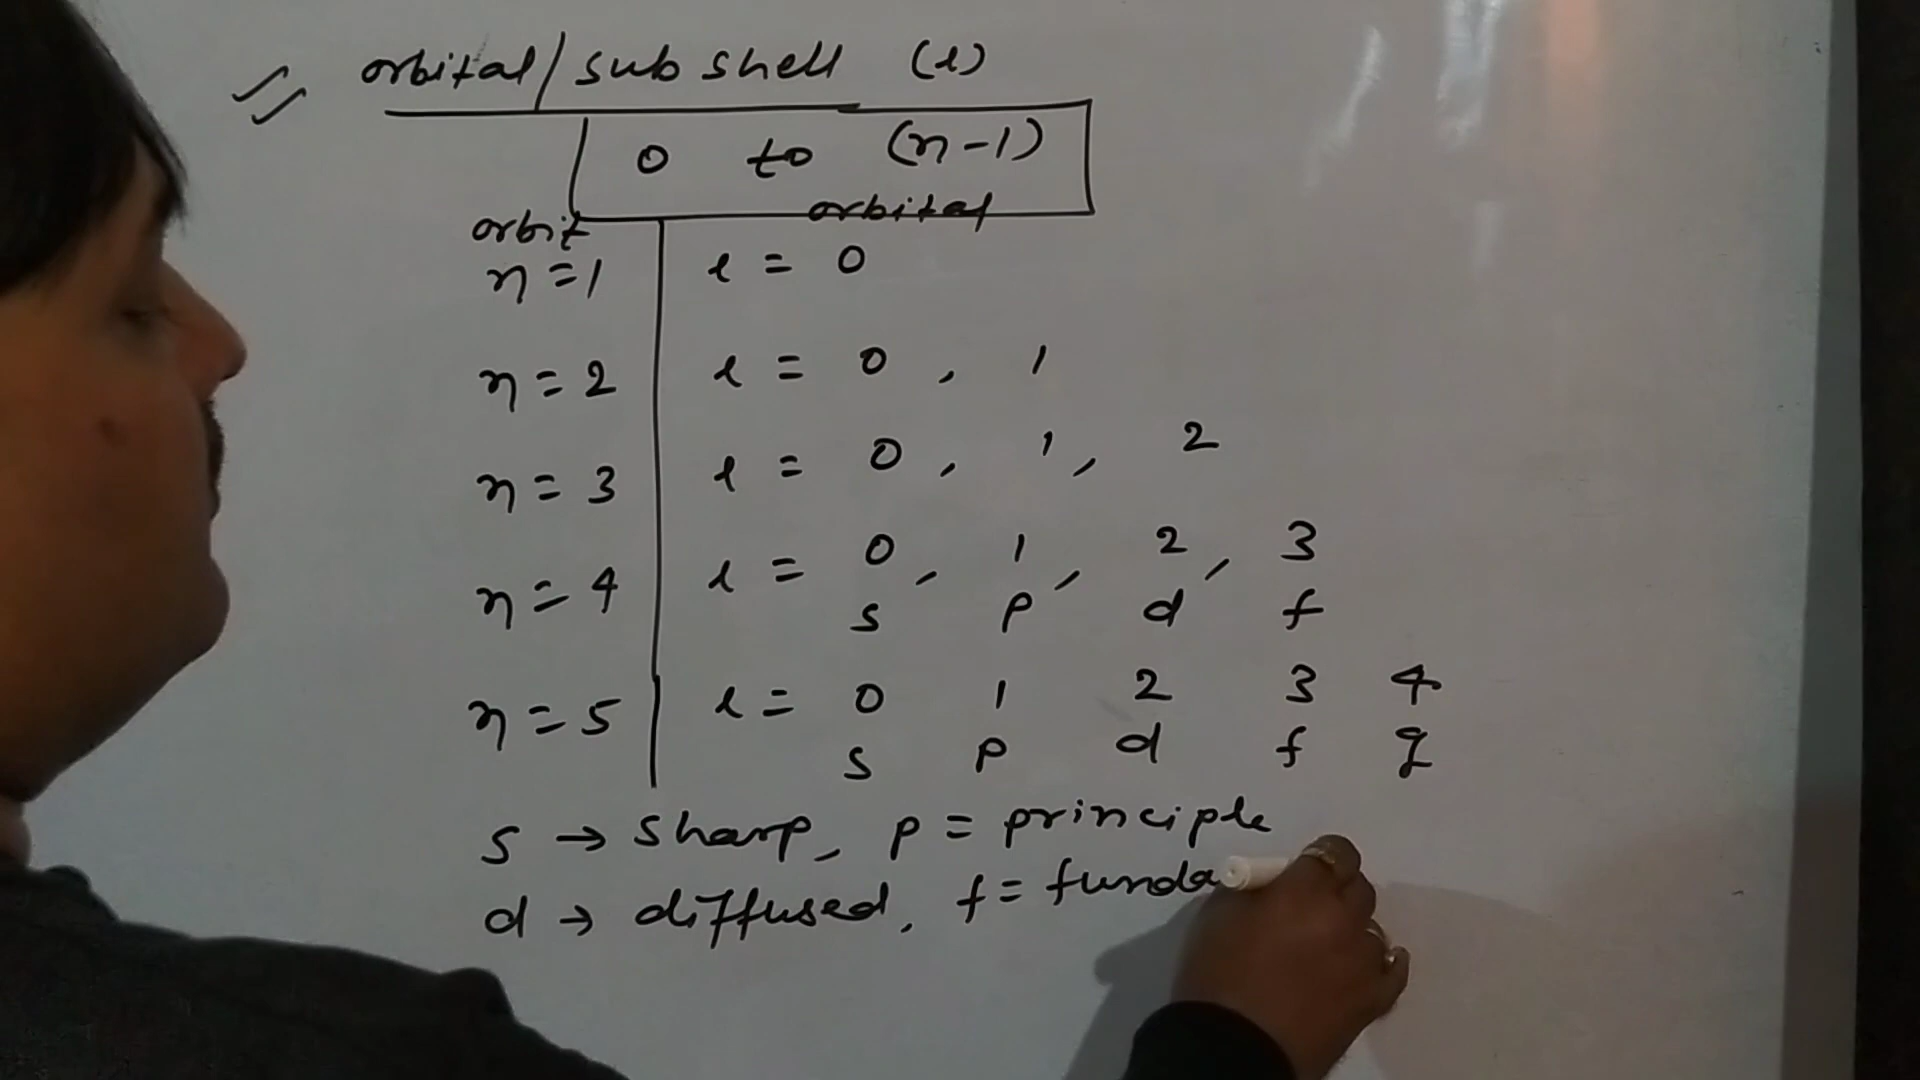 orbital/sub shell (l)
0 to (n-1)
orbit orbital
n=1 l = 0
n=2 l = 0, 1
n=3 l = 0, 1, 2
n=4 l = 0, 1, 2, 3
s p d f
n=5 l= 0 1 2 3 4
s p d f g
s → sharp, p = principle
d → diffused, f= funda